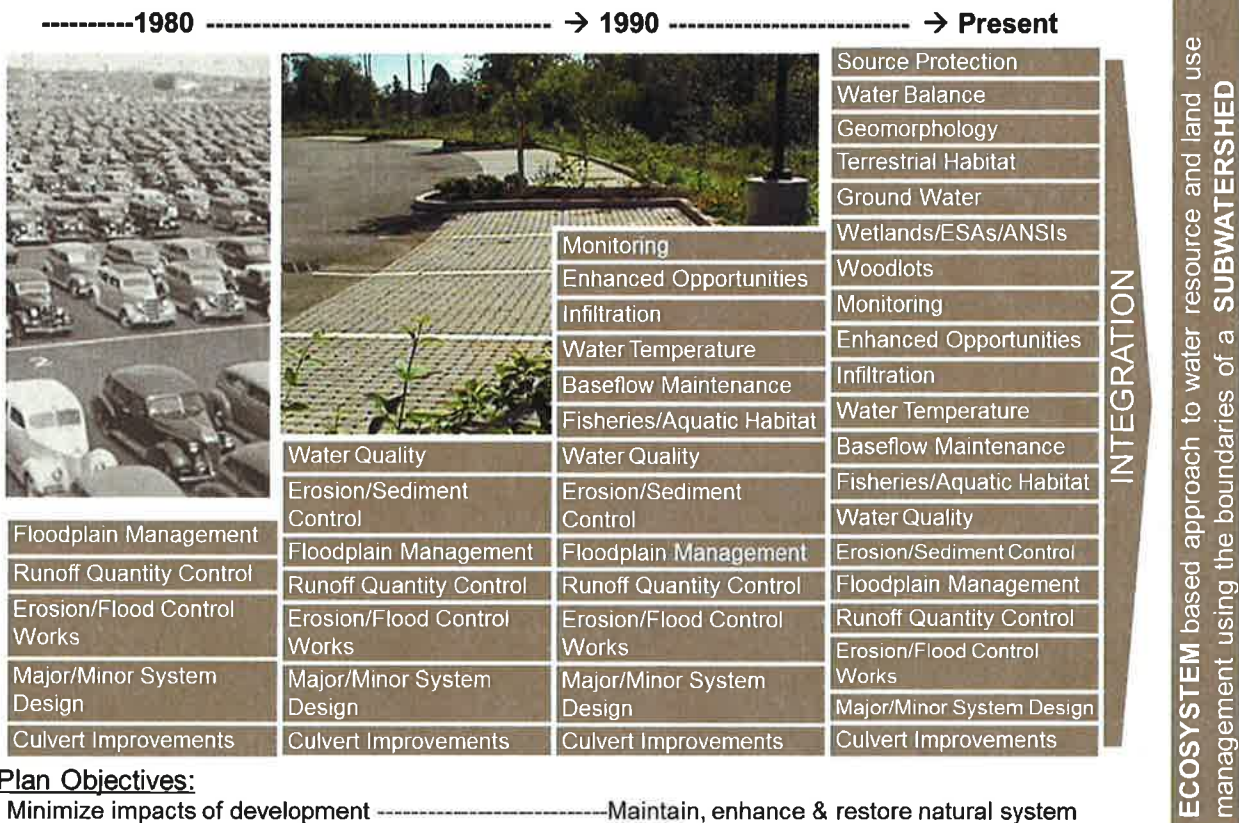 ----------1980 ------------------------------------ → 1990 ------------------------- → Present
Floodplain Management
Runoff Quantity Control
Erosion/Flood Control
Works
Major/Minor System
Design
Culvert Improvements
Water Quality
Erosion/Sediment
Control
Floodplain Management
Runoff Quantity Control
Erosion/Flood Control
Works
Major/Minor System
Design
Culvert Improvements
Monitoring
Enhanced Opportunities
Infiltration
Water Temperature
Baseflow Maintenance
Fisheries/Aquatic Habitat
Water Quality
Erosion/Sediment
Control
Floodplain Management
Runoff Quantity Control
Erosion/Flood Control
Works
Major/Minor System
Design
Culvert Improvements
Source Protection
Water Balance
Geomorphology
Terrestrial Habitat
Ground Water
Wetlands/ESAs/ANSIs
Woodlots
Monitoring
Enhanced Opportunities
Infiltration
Water Temperature
Baseflow Maintenance
Fisheries/Aquatic Habitat
Water Quality
Erosion/Sediment Control
Floodplain Management
Runoff Quantity Control
Erosion/Flood Control
Works
Major/Minor System Design
Culvert Improvements
INTEGRATION
ECOSYSTEM based approach to water resource and land use
management using the boundaries of a SUBWATERSHED
Plan Objectives:
Minimize impacts of development ------------------------Maintain, enhance & restore natural system